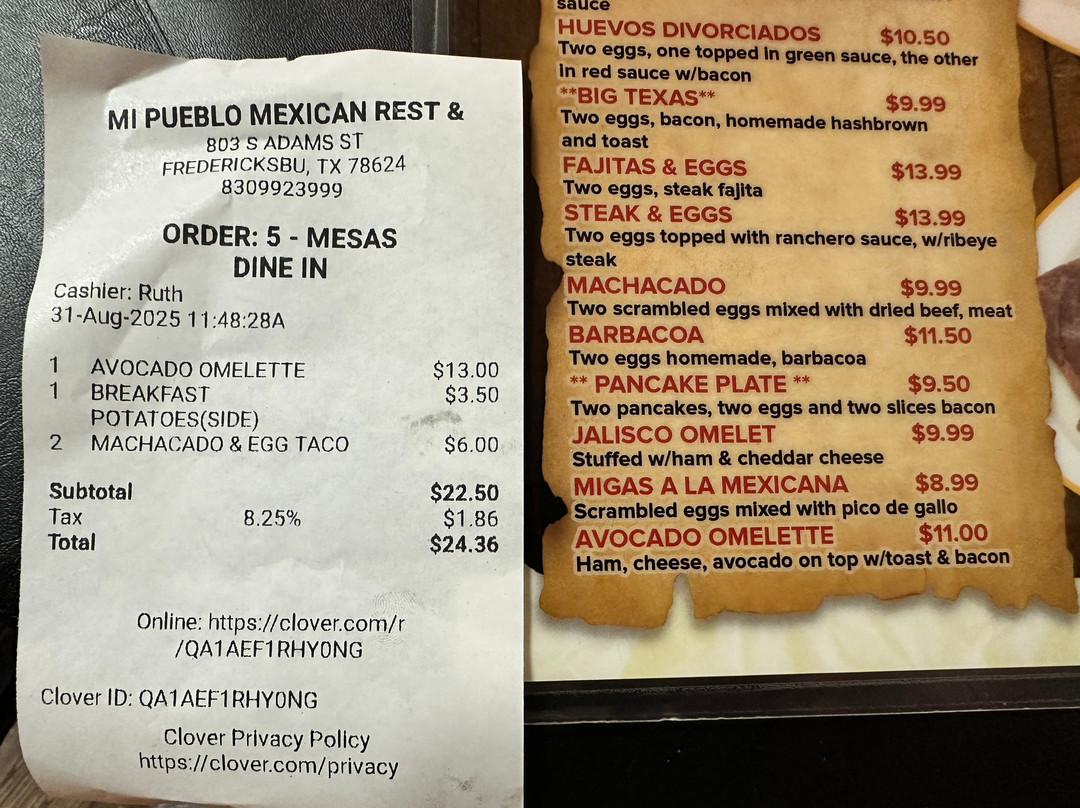 MI PUEBLO MEXICAN REST &
803 S ADAMS ST
FREDERICKSBU, TX 78624
8309923999
ORDER: 5 - MESAS
DINE IN
Cashier: Ruth
31-Aug-2025 11:48:28A
1 AVOCADO OMELETTE $13.00
1 BREAKFAST $3.50
POTATOES(SIDE)
2 MACHACADO & EGG TACO $6.00
Subtotal $22.50
Tax 8.25% $1.86
Total $24.36
Online: https://clover.com/r
/QA1AEF1RHY0NG
Clover ID: QA1AEF1RHY0NG
Clover Privacy Policy
https://clover.com/privacy
sauce
HUEVOS DIVORCIADOS $10.50
Two eggs, one topped in green sauce, the other
in red sauce w/bacon
**BIG TEXAS** $9.99
Two eggs, bacon, homemade hashbrown
and toast
FAJITAS & EGGS $13.99
Two eggs, steak fajita
STEAK & EGGS $13.99
Two eggs topped with ranchero sauce, w/ribeye
steak
MACHACADO $9.99
Two scrambled eggs mixed with dried beef, meat
BARBACOA $11.50
Two eggs homemade, barbacoa
** PANCAKE PLATE ** $9.50
Two pancakes, two eggs and two slices bacon
JALISCO OMELET $9.99
Stuffed w/ham & cheddar cheese
MIGAS A LA MEXICANA $8.99
Scrambled eggs mixed with pico de gallo
AVOCADO OMELETTE $11.00
Ham, cheese, avocado on top w/toast & bacon